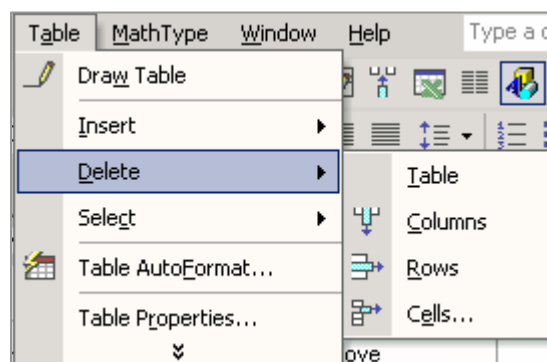 Table MathType Window Help Type a
Draw Table
Insert
Delete
Table
Select
Columns
Table AutoFormat...
Rows
Table Properties...
Cells...
ove